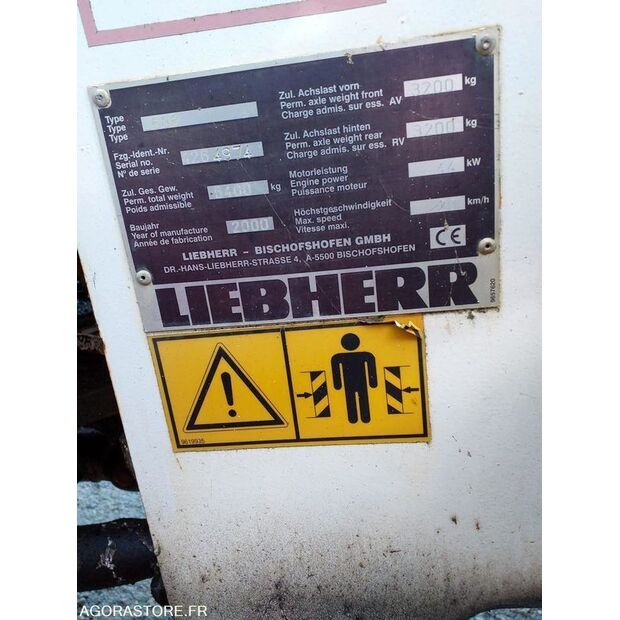 Type
Type
Type
Fzg.-Ident.-Nr.
Serial no.
N° de serie
Zul. Ges. Gew.
Perm. total weight kg
Poids admissible
Baujahr
Year of manufacture 2000
Année de fabrication
Zul. Achslast vorn
Perm. axle weight front 3200 kg
Charge admis. sur ess. AV
Zul. Achslast hinten
Perm. axle weight rear 3200 kg
Charge admis. sur ess. RV
Motorleistung
Engine power kW
Puissance moteur
Höchstgeschwindigkeit
Max. speed km/h
Vitesse maxi.
LIEBHERR - BISCHOFSHOFEN GMBH
DR.-HANS-LIEBHERR-STRASSE 4, A-5500 BISCHOFSHOFEN
CE
LIEBHERR
9657620
9619935
AGORASTORE.FR